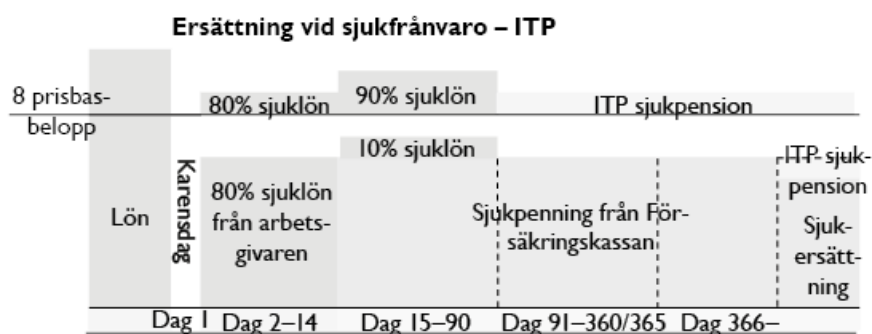 Ersättning vid sjukfrånvaro – ITP
8 prisbas-
belopp
80% sjuklön
90% sjuklön
ITP sjukpension
10% sjuklön
Lön
Karensdag
80% sjuklön
från arbets-
givaren
Sjukpenning från För-
säkringskassan
ITP- sjuk-
pension
Sjuk-
ersätt-
ning
Dag 1 Dag 2–14 Dag 15–90 Dag 91–360/365 Dag 366–